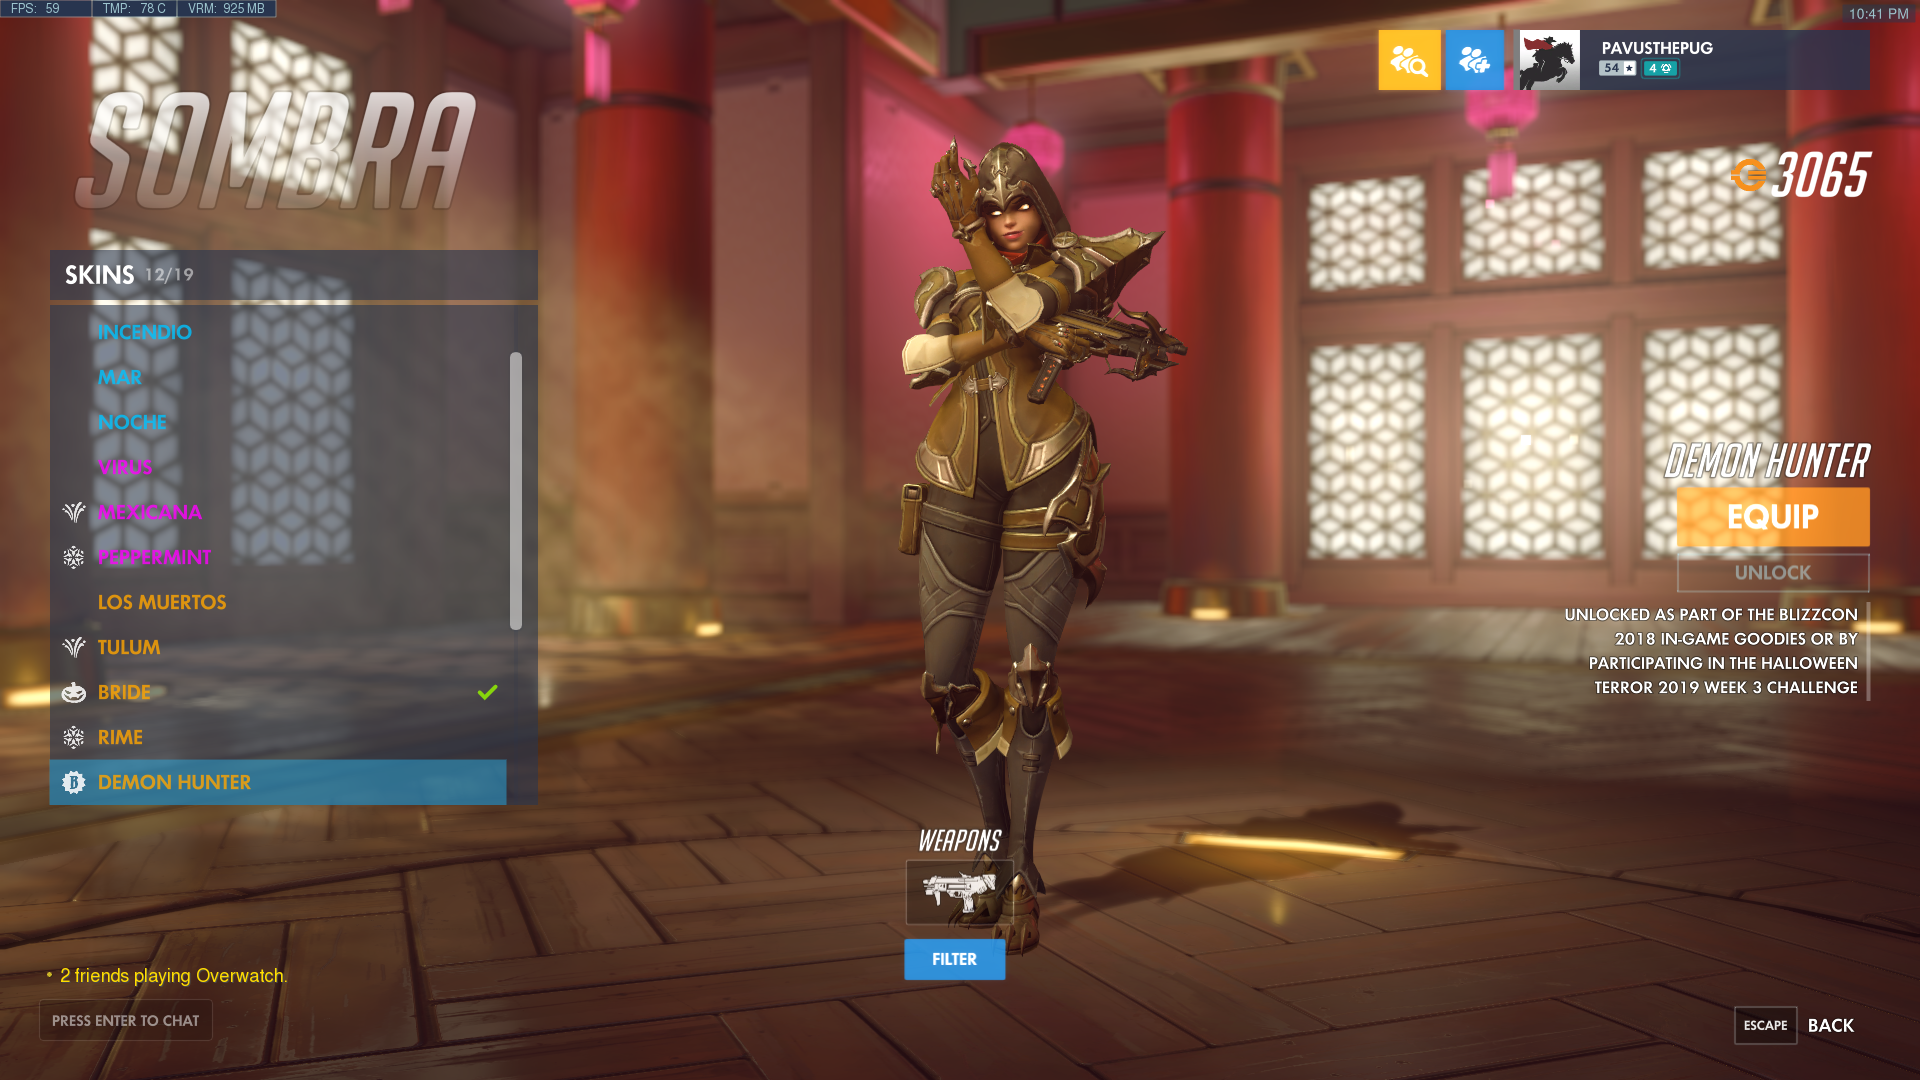 FPS: 59 TMP: 78 C VRM: 925 MB
10:41 PM
PAVUSTHEPUG
54 4
SOMBRA
3065
SKINS 12/19
INCENDIO
MAR
NOCHE
VIRUS
MEXICANA
PEPPERMINT
LOS MUERTOS
TULUM
BRIDE
RIME
DEMON HUNTER
DEMON HUNTER
EQUIP
UNLOCK
UNLOCKED AS PART OF THE BLIZZCON
2018 IN-GAME GOODIES OR BY
PARTICIPATING IN THE HALLOWEEN
TERROR 2019 WEEK 3 CHALLENGE
WEAPONS
FILTER
• 2 friends playing Overwatch.
PRESS ENTER TO CHAT
ESCAPE BACK